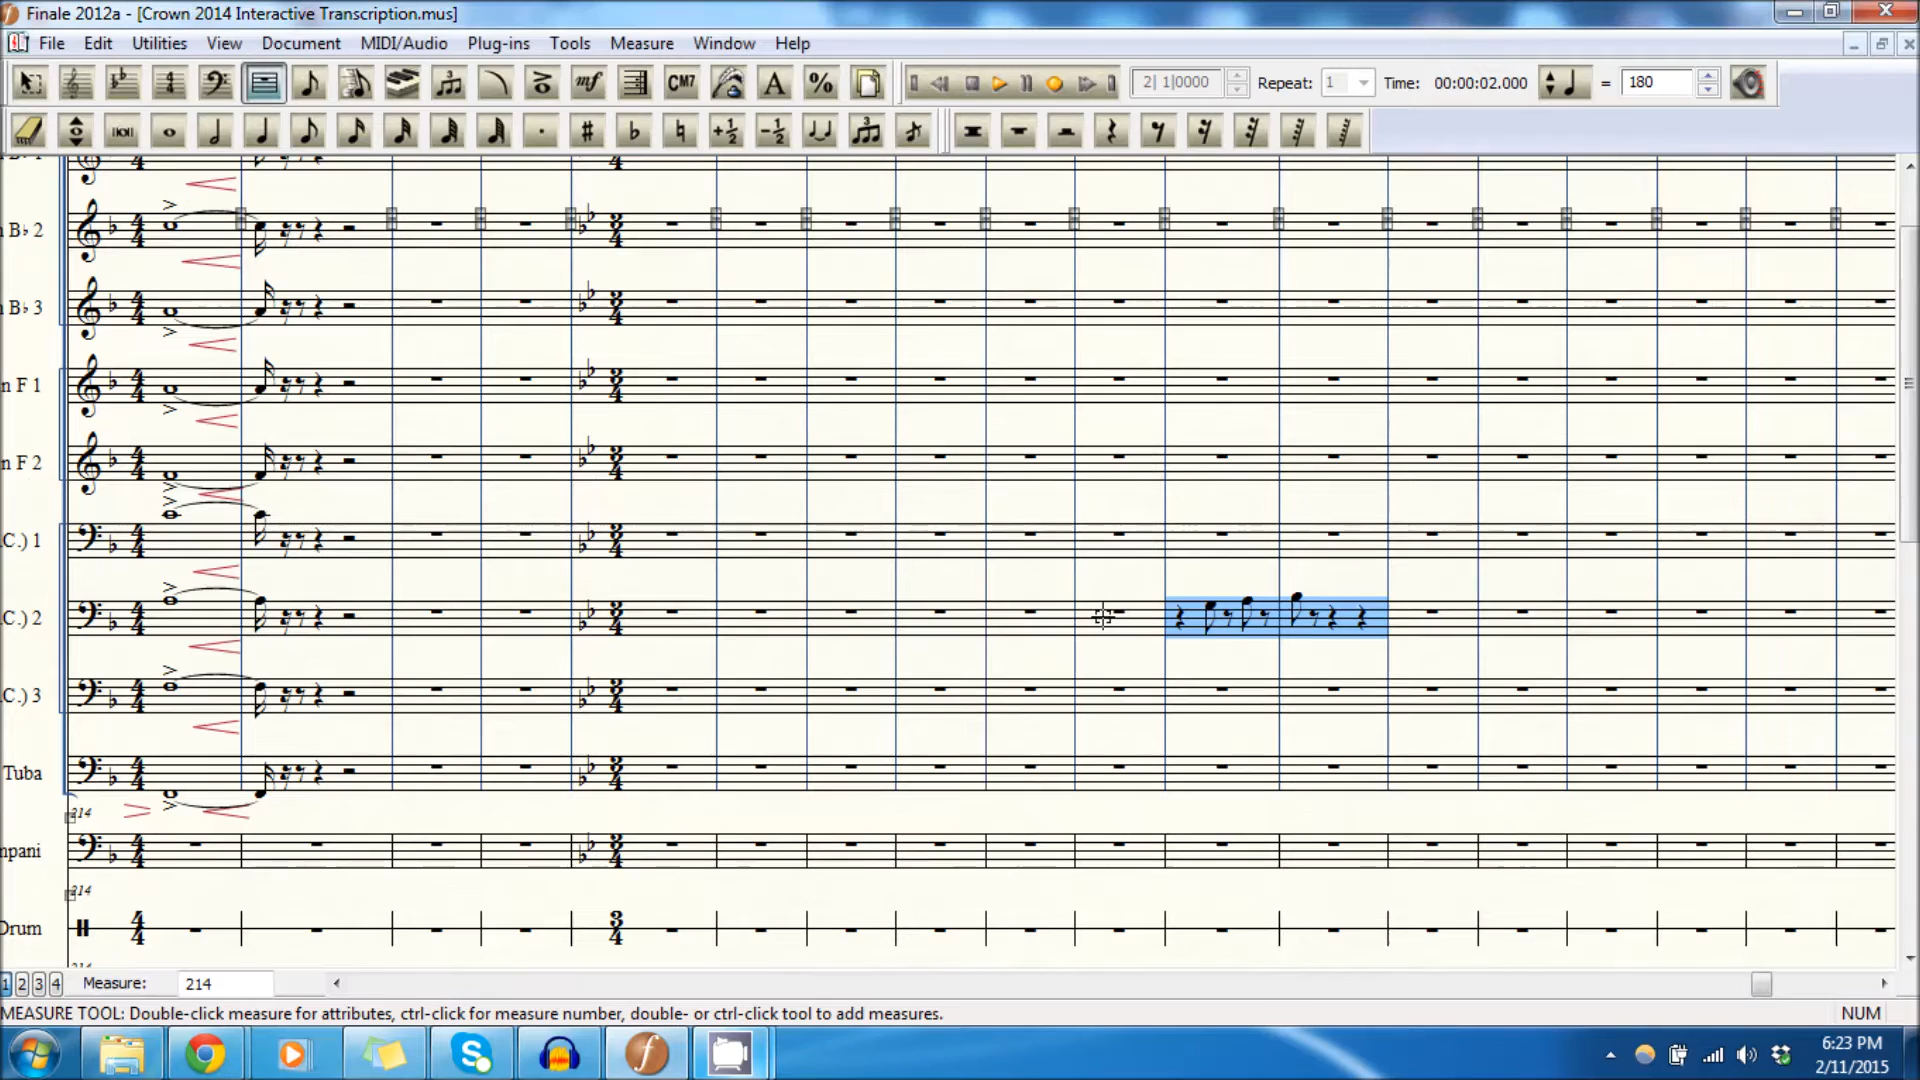 Finale 2012a - [Crown 2014 Interactive Transcription.mus]
File Edit Utilities View Document MIDI/Audio Plug-ins Tools Measure Window Help
CM7 A % 2| 1|0000 Repeat: 1 Time: 00:00:02.000 = 180
n B♭ 2
n B♭ 3
n F 1
n F 2
C.) 1
C.) 2
C.) 3
Tuba
214
mpani
214
Drum
1 2 3 4 Measure: 214
MEASURE TOOL: Double-click measure for attributes, ctrl-click for measure number, double- or ctrl-click tool to add measures. NUM
6:23 PM
2/11/2015